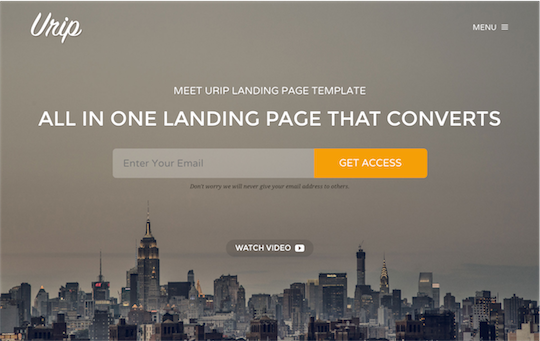 Urip
MENU
MEET URIP LANDING PAGE TEMPLATE
ALL IN ONE LANDING PAGE THAT CONVERTS
Enter Your Email
GET ACCESS
Don't worry we will never give your email address to others.
WATCH VIDEO